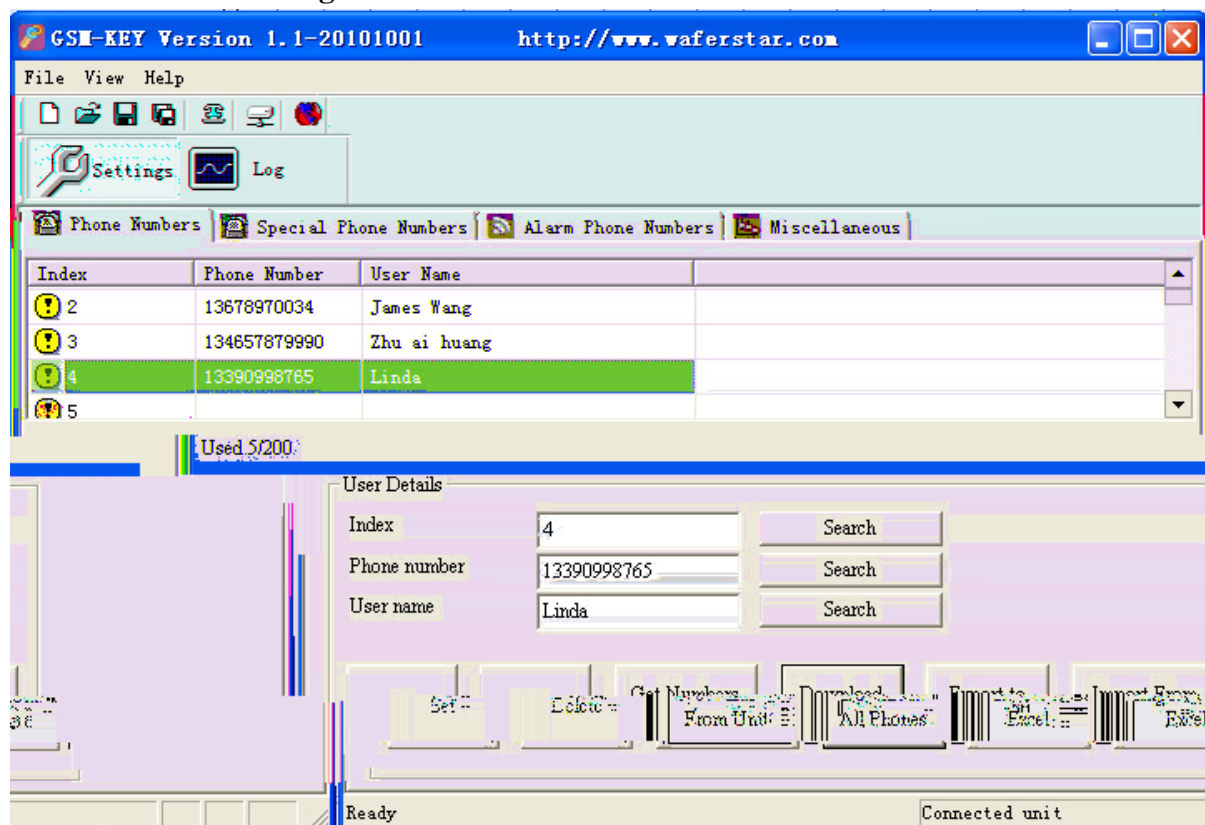 GSM-KEY Version 1.1-20101001 http://www.waferstar.com
File View Help
Settings Log
Phone Numbers Special Phone Numbers Alarm Phone Numbers Miscellaneous
Index Phone Number User Name
2 13678970034 James Wang
3 134657879990 Zhu ai huang
4 13390998765 Linda
5
Used 5/200
User Details
Index 4 Search
Phone number 13390998765 Search
User name Linda Search
Set Delete Get Numbers Download Export to Import From
From Unit All Phones Excel
Ready Connected unit